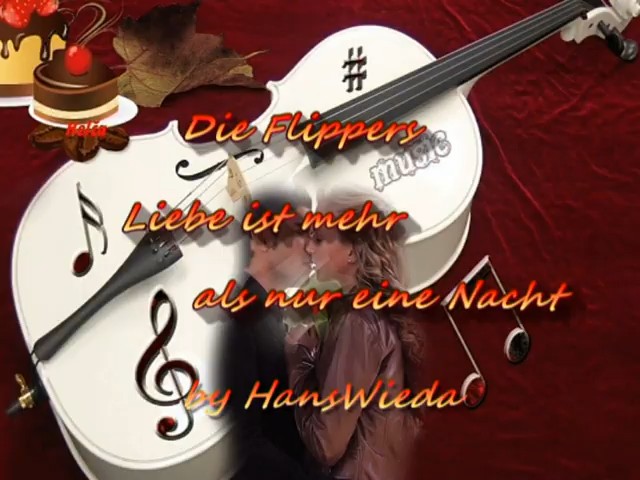 Die Flippers
music
Liebe ist mehr
als nur eine Nacht
by HansWieda